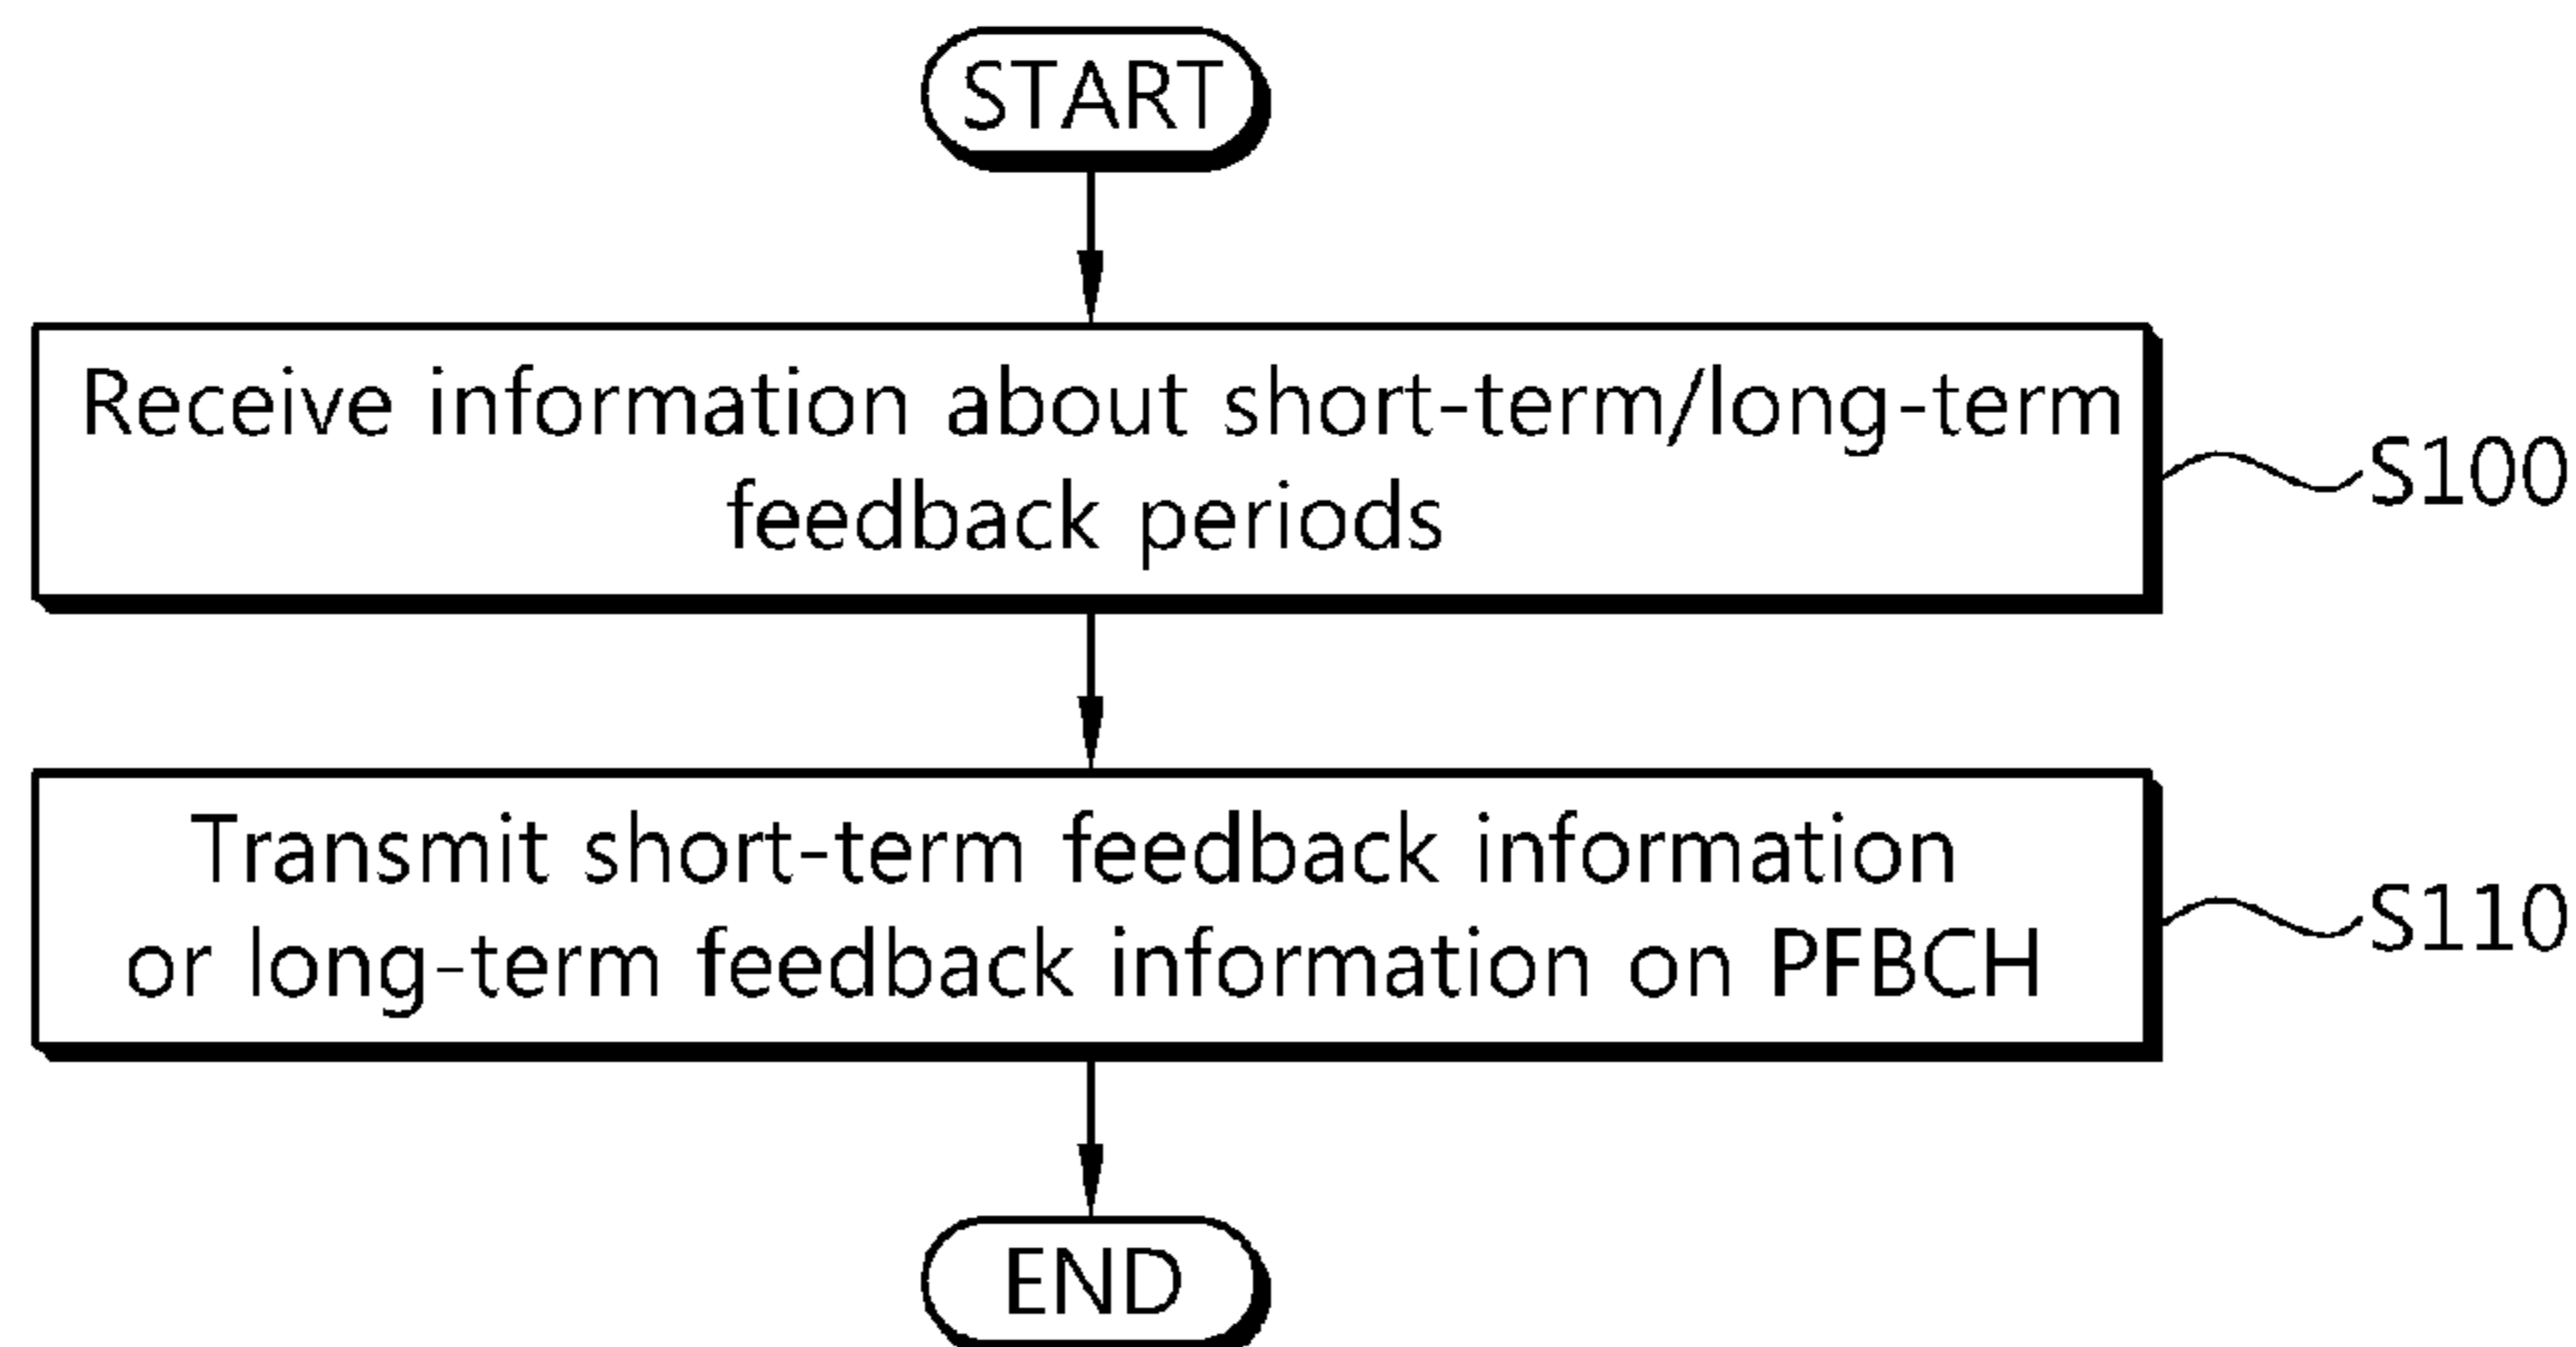 START
Receive information about short-term/long-term
feedback periods
S100
Transmit short-term feedback information
or long-term feedback information on PFBCH
S110
END